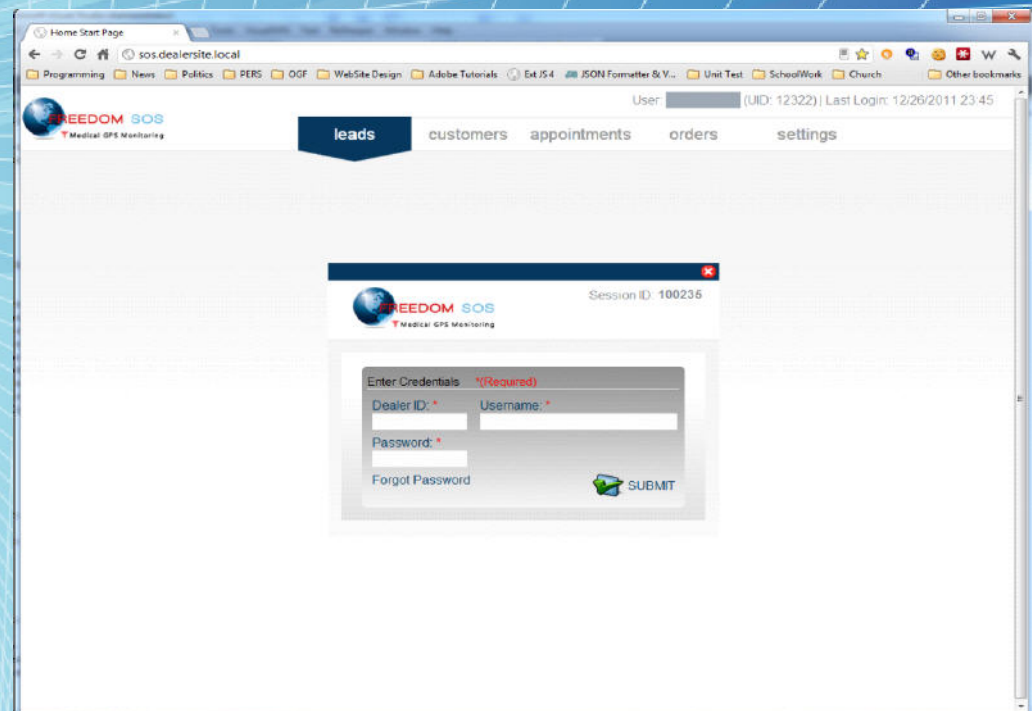 Home Start Page
sos.dealersite.local
Programming News Politics PERS OGF WebSite Design Adobe Tutorials Ext JS 4 JSON Formatter & V... Unit Test SchoolWork Church Other bookmarks
User: (UID: 12322) | Last Login: 12/26/2011 23:45
FREEDOM SOS
Medical GPS Monitoring
leads customers appointments orders settings
FREEDOM SOS
Medical GPS Monitoring
Session ID: 100235
Enter Credentials *(Required)
Dealer ID: * Username: *
Password: *
Forgot Password
SUBMIT